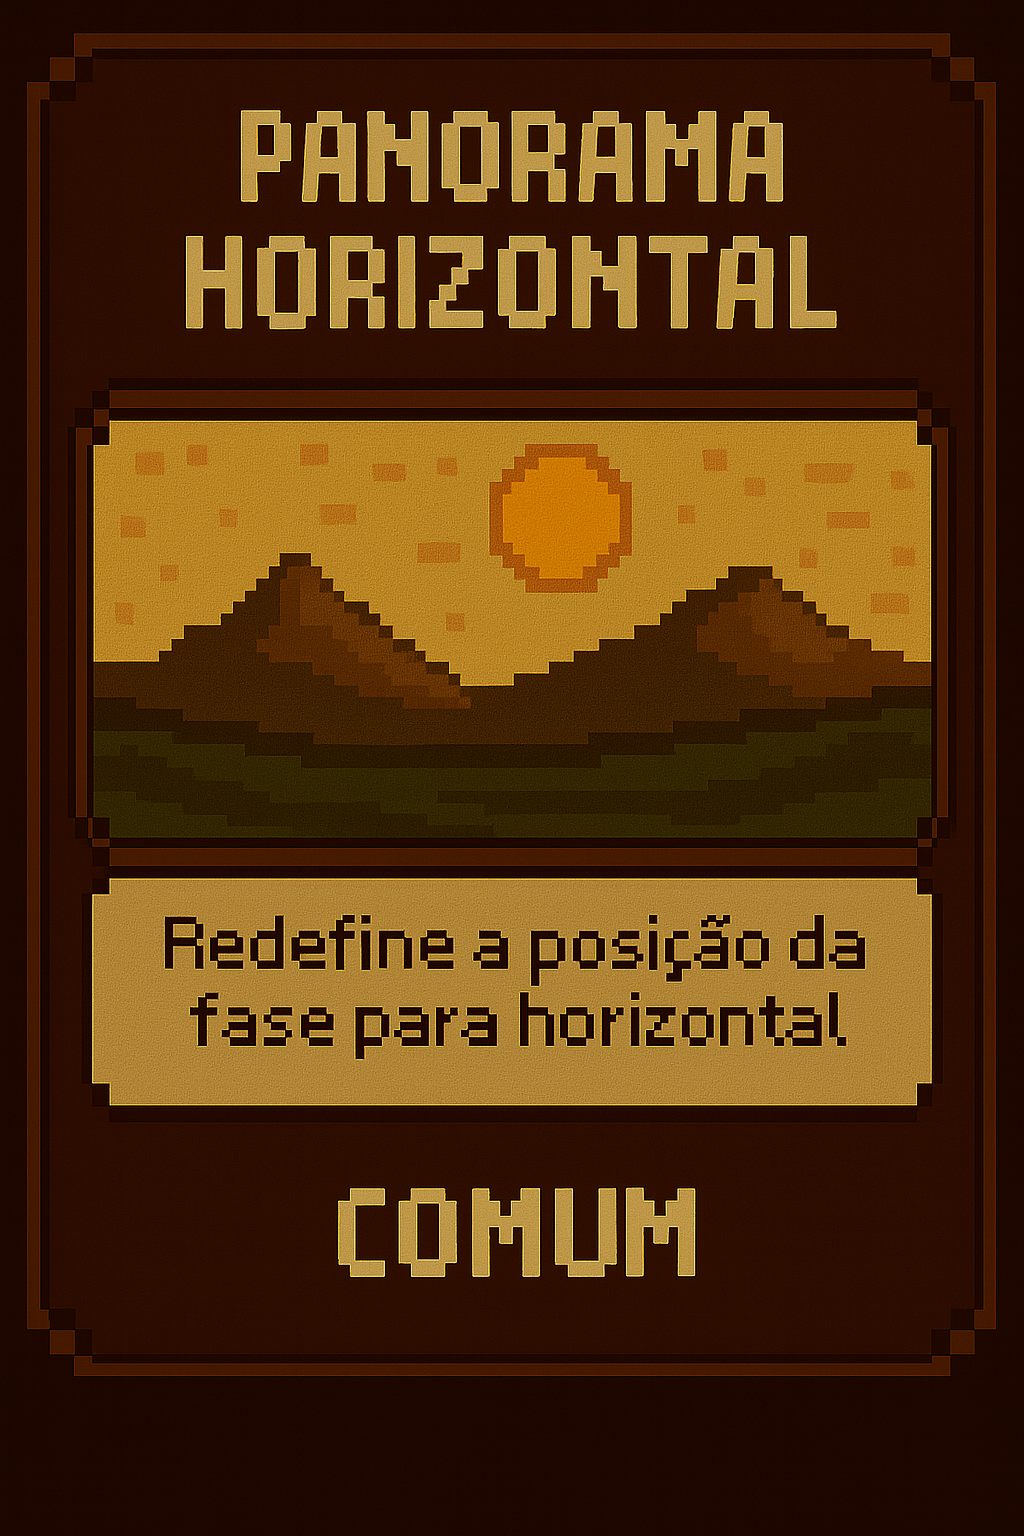 PANORAMA
HORIZONTAL
Redefine a posição da
fase para horizontal
COMUM